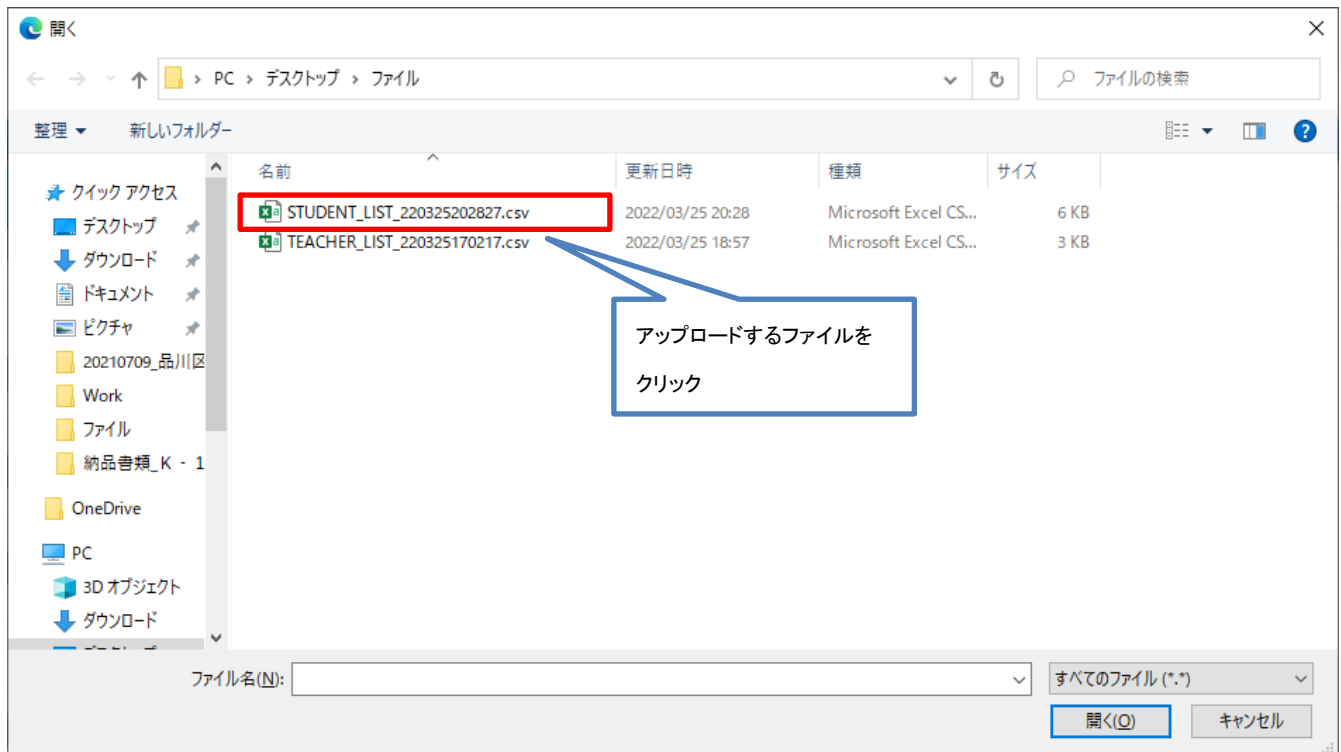 開く
PC › デスクトップ › ファイル
ファイルの検索
整理
新しいフォルダー
名前 更新日時 種類 サイズ
クイック アクセス
デスクトップ
ダウンロード
ドキュメント
ピクチャ
20210709_品川区
Work
ファイル
納品書類_K - 1
OneDrive
PC
3D オブジェクト
ダウンロード
STUDENT_LIST_220325202827.csv 2022/03/25 20:28 Microsoft Excel CS... 6 KB
TEACHER_LIST_220325170217.csv 2022/03/25 18:57 Microsoft Excel CS... 3 KB
アップロードするファイルを
クリック
ファイル名(N):
すべてのファイル (*.*)
開く(O)
キャンセル